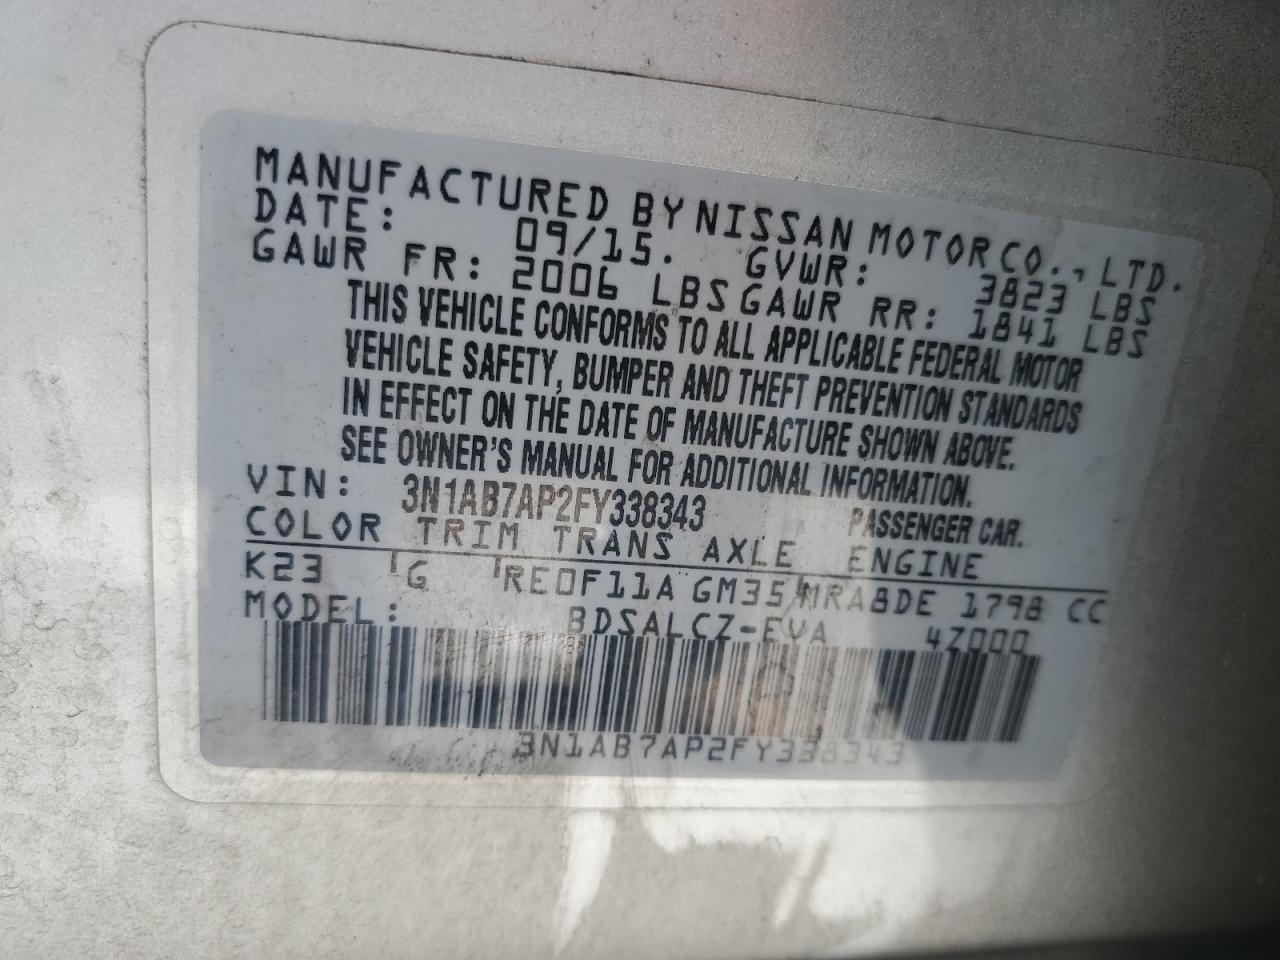 MANUFACTURED BY NISSAN MOTOR CO., LTD.
DATE: 09/15. GVWR: 3823 LBS
GAWR FR: 2006 LBS GAWR RR: 1841 LBS
THIS VEHICLE CONFORMS TO ALL APPLICABLE FEDERAL MOTOR
VEHICLE SAFETY, BUMPER AND THEFT PREVENTION STANDARDS
IN EFFECT ON THE DATE OF MANUFACTURE SHOWN ABOVE.
SEE OWNER'S MANUAL FOR ADDITIONAL INFORMATION.
VIN: 3N1AB7AP2FY338343 PASSENGER CAR.
COLOR TRIM TRANS AXLE ENGINE
K23 G RE0F11A GM35 MRA8DE 1798 CC
MODEL: BDSALCZ-EVA 4Z000
3N1AB7AP2FY338343